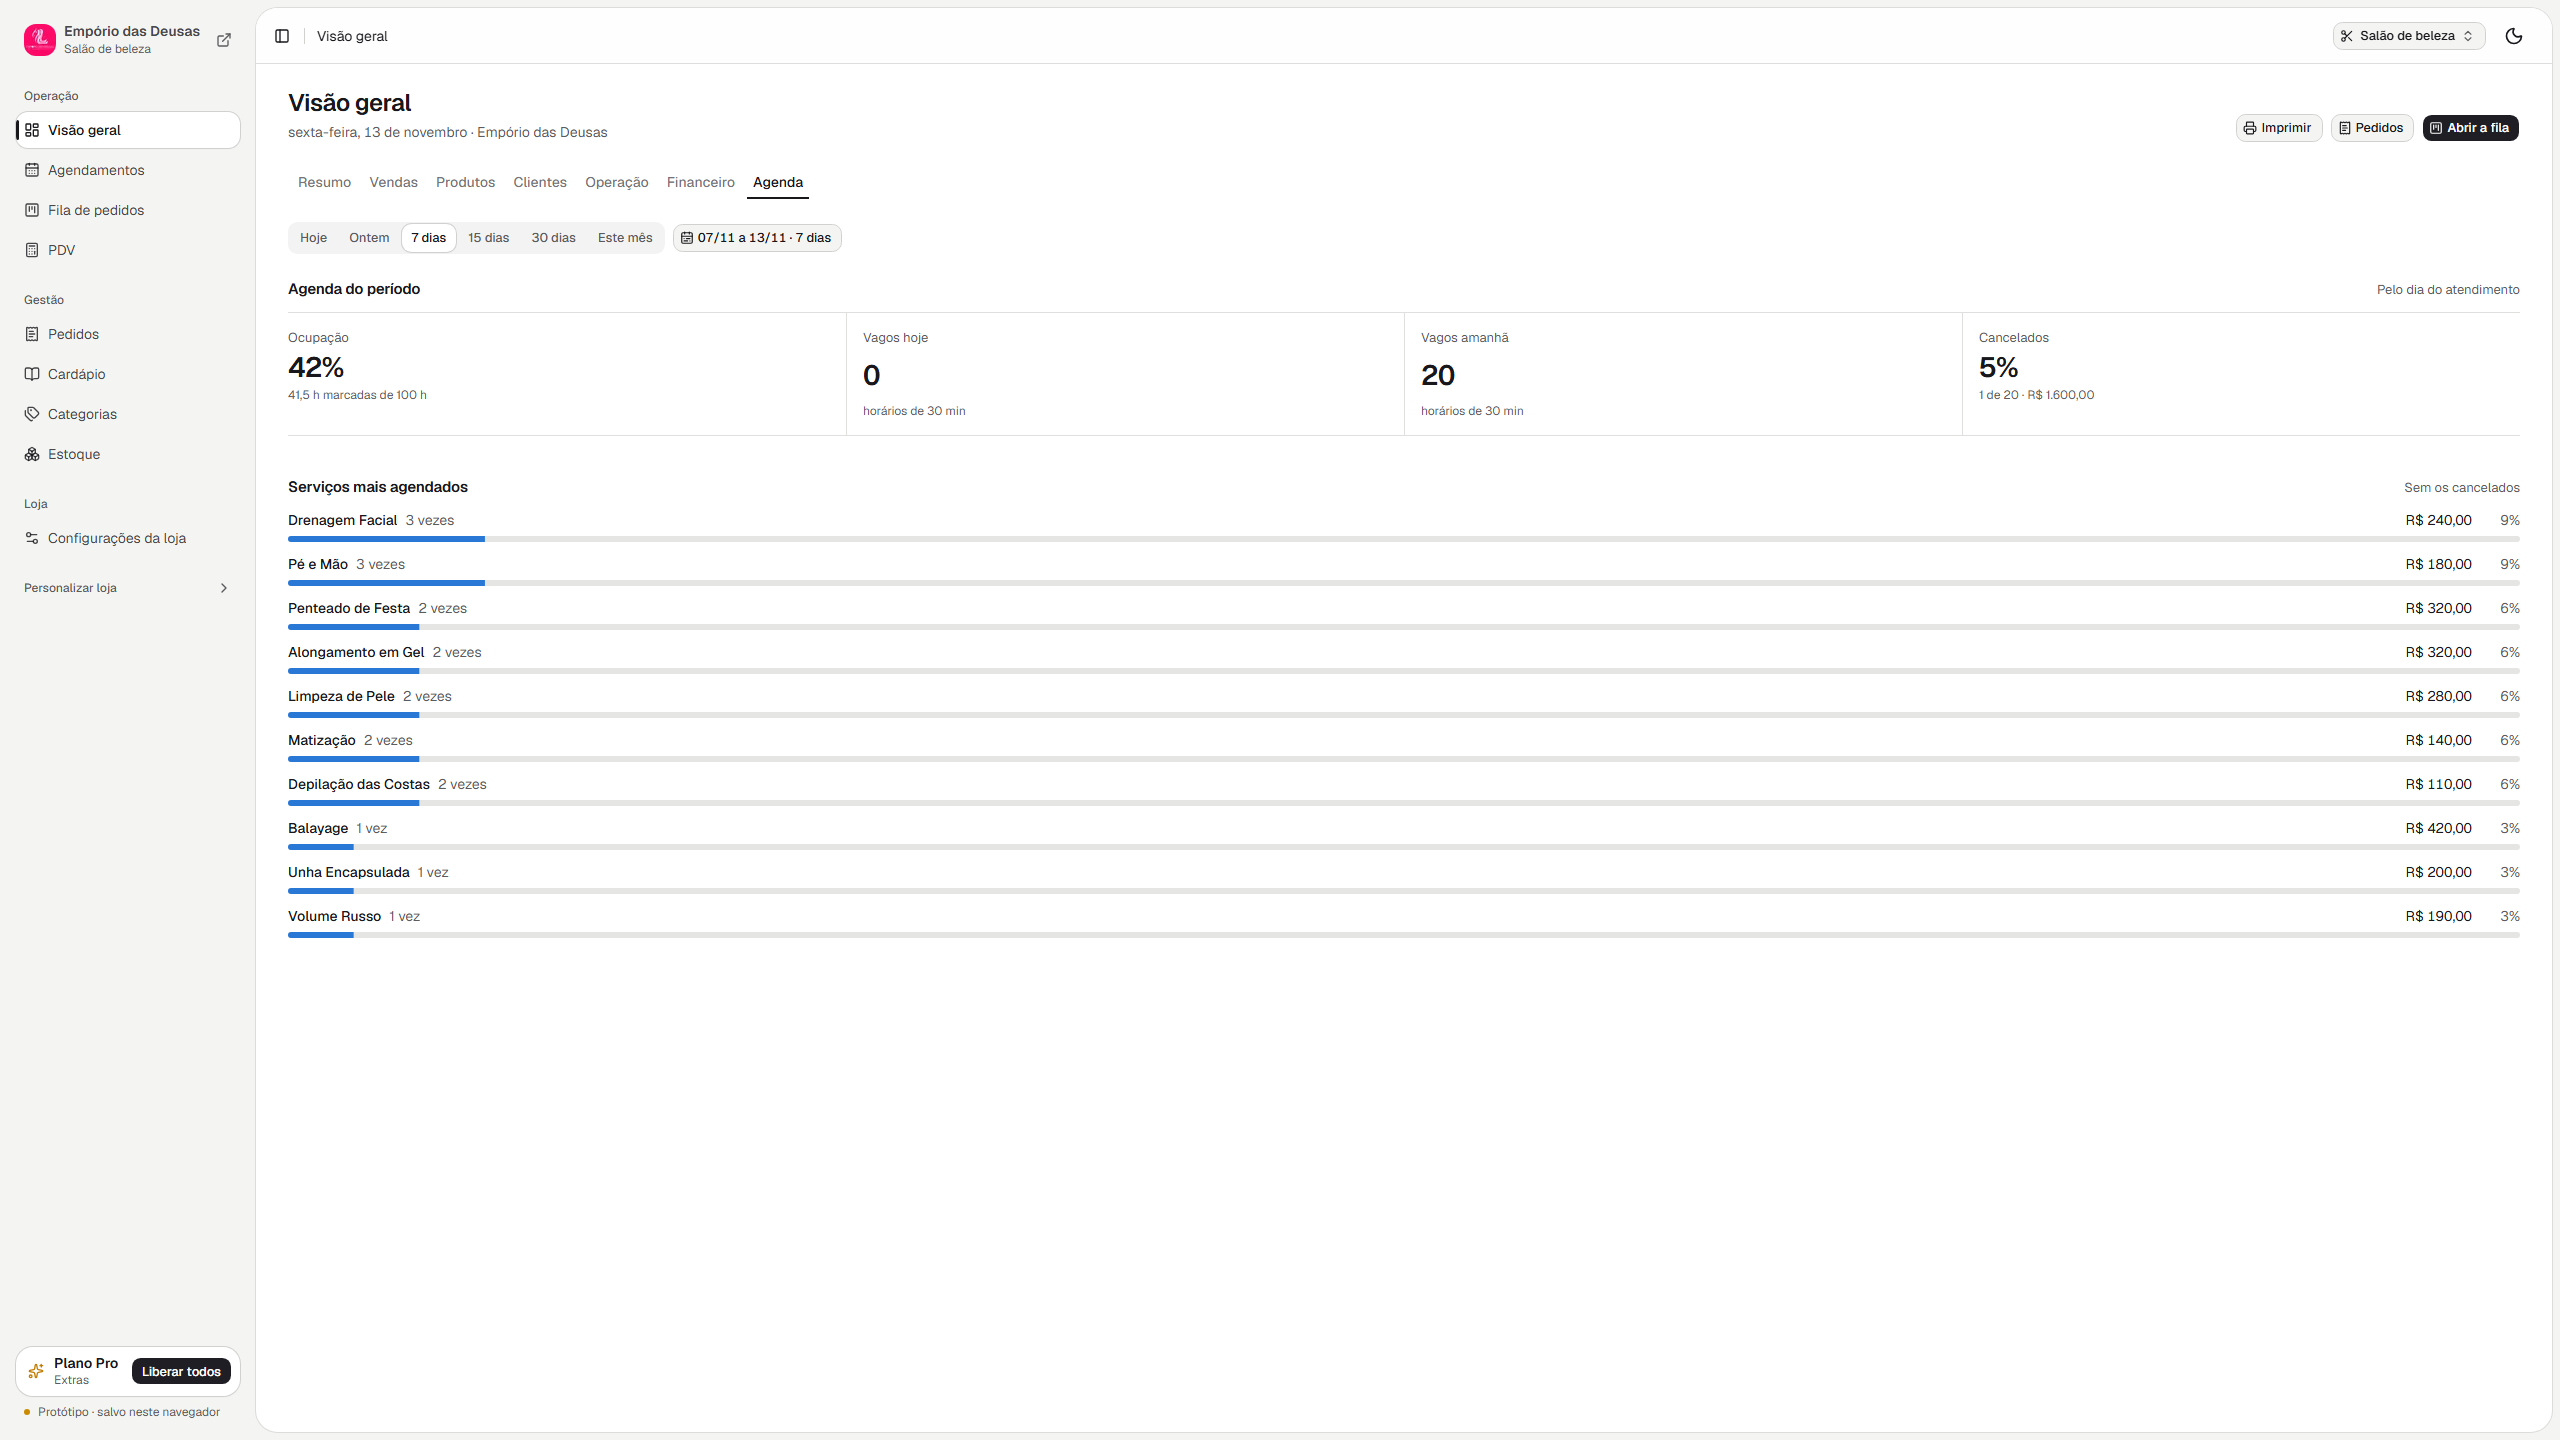 Empório das Deusas
Salão de beleza
Operação
Visão geral
Agendamentos
Fila de pedidos
PDV
Gestão
Pedidos
Cardápio
Categorias
Estoque
Loja
Configurações da loja
Personalizar loja
Plano Pro
Extras
Liberar todos
Protótipo · salvo neste navegador
Visão geral
Salão de beleza
Visão geral
sexta-feira, 13 de novembro · Empório das Deusas
Imprimir
Pedidos
Abrir a fila
Resumo Vendas Produtos Clientes Operação Financeiro Agenda
Hoje Ontem 7 dias 15 dias 30 dias Este mês 07/11 a 13/11 · 7 dias
Agenda do período
Pelo dia do atendimento
Ocupação
42%
41,5 h marcadas de 100 h
Vagos hoje
0
horários de 30 min
Vagos amanhã
20
horários de 30 min
Cancelados
5%
1 de 20 · R$ 1.600,00
Serviços mais agendados
Sem os cancelados
Drenagem Facial 3 vezes R$ 240,00 9%
Pé e Mão 3 vezes R$ 180,00 9%
Penteado de Festa 2 vezes R$ 320,00 6%
Alongamento em Gel 2 vezes R$ 320,00 6%
Limpeza de Pele 2 vezes R$ 280,00 6%
Matização 2 vezes R$ 140,00 6%
Depilação das Costas 2 vezes R$ 110,00 6%
Balayage 1 vez R$ 420,00 3%
Unha Encapsulada 1 vez R$ 200,00 3%
Volume Russo 1 vez R$ 190,00 3%